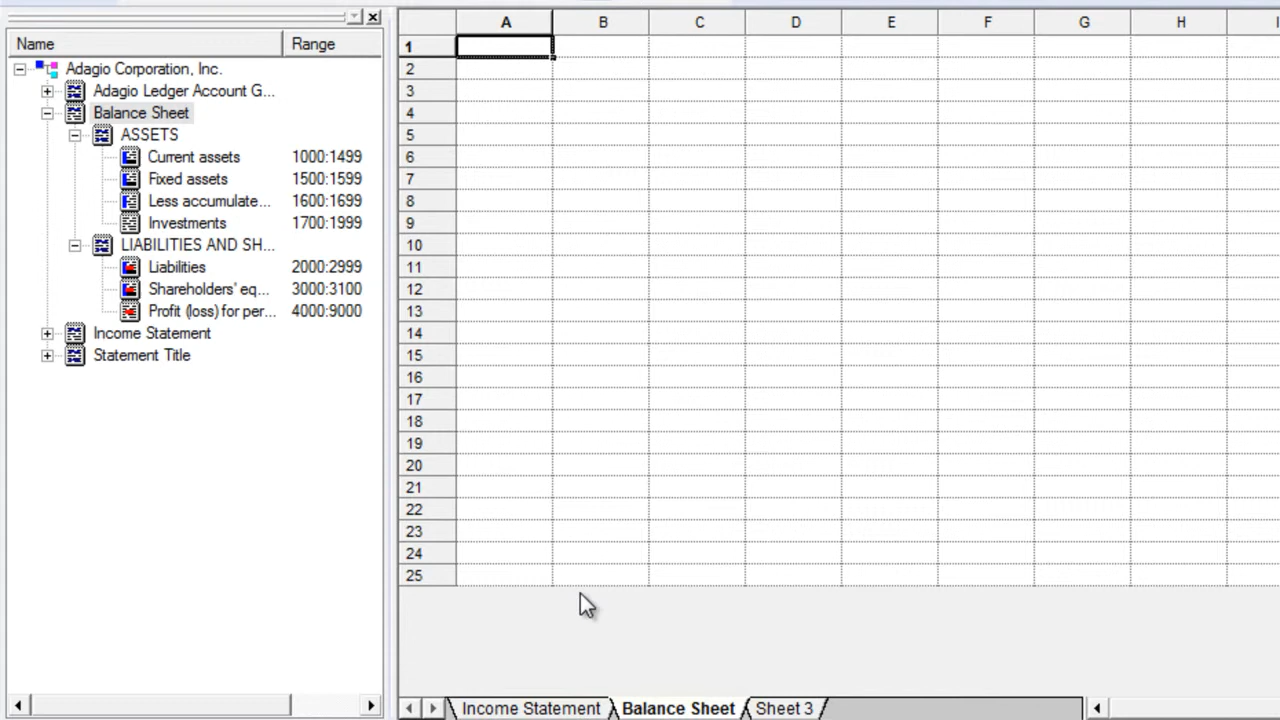 Name Range
Adagio Corporation, Inc.
Adagio Ledger Account G...
Balance Sheet
ASSETS
Current assets 1000:1499
Fixed assets 1500:1599
Less accumulate... 1600:1699
Investments 1700:1999
LIABILITIES AND SH...
Liabilities 2000:2999
Shareholders' eq... 3000:3100
Profit (loss) for per... 4000:9000
Income Statement
Statement Title
A B C D E F G H I
1
2
3
4
5
6
7
8
9
10
11
12
13
14
15
16
17
18
19
20
21
22
23
24
25
Income Statement Balance Sheet Sheet 3